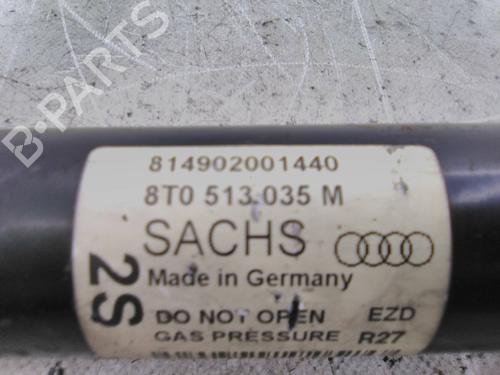 B-PARTS
814902001440
8T0 513 035 M
SACHS
Made in Germany
2S
DO NOT OPEN EZD
GAS PRESSURE R27